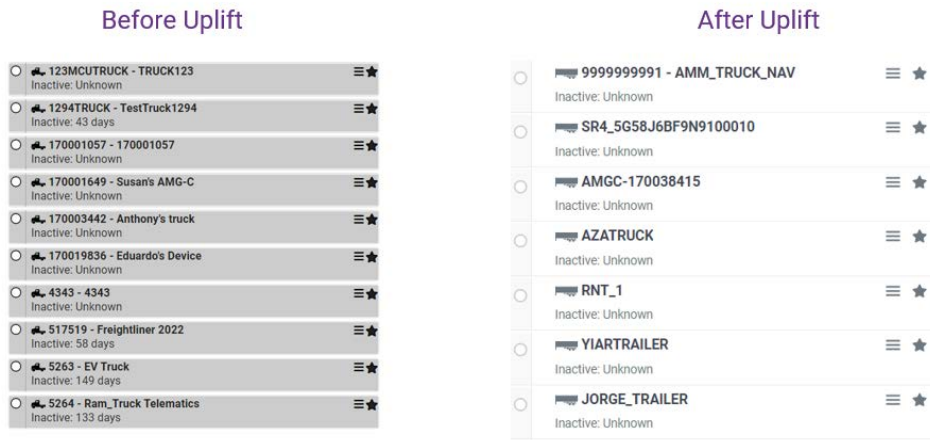 Before Uplift
123MCUTRUCK - TRUCK123
Inactive: Unknown
1294TRUCK - TestTruck1294
Inactive: 43 days
170001057 - 170001057
Inactive: Unknown
170001649 - Susan's AMG-C
Inactive: Unknown
170003442 - Anthony's truck
Inactive: Unknown
170019836 - Eduardo's Device
Inactive: Unknown
4343 - 4343
Inactive: Unknown
517519 - Freightliner 2022
Inactive: 58 days
5263 - EV Truck
Inactive: 149 days
5264 - Ram_Truck Telematics
Inactive: 133 days
After Uplift
9999999991 - AMM_TRUCK_NAV
Inactive: Unknown
SR4_5G58J6BF9N9100010
Inactive: Unknown
AMGC-170038415
Inactive: Unknown
AZATRUCK
Inactive: Unknown
RNT_1
Inactive: Unknown
YIARTRAILER
Inactive: Unknown
JORGE_TRAILER
Inactive: Unknown